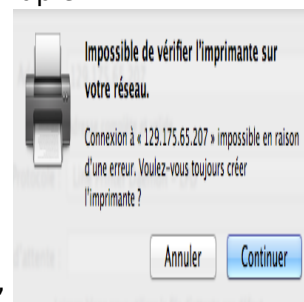 Impossible de vérifier l'imprimante sur
votre réseau.
Connexion à « 129.175.65.207 » impossible en raison
d'une erreur. Voulez-vous toujours créer
l'imprimante ?
Annuler
Continuer